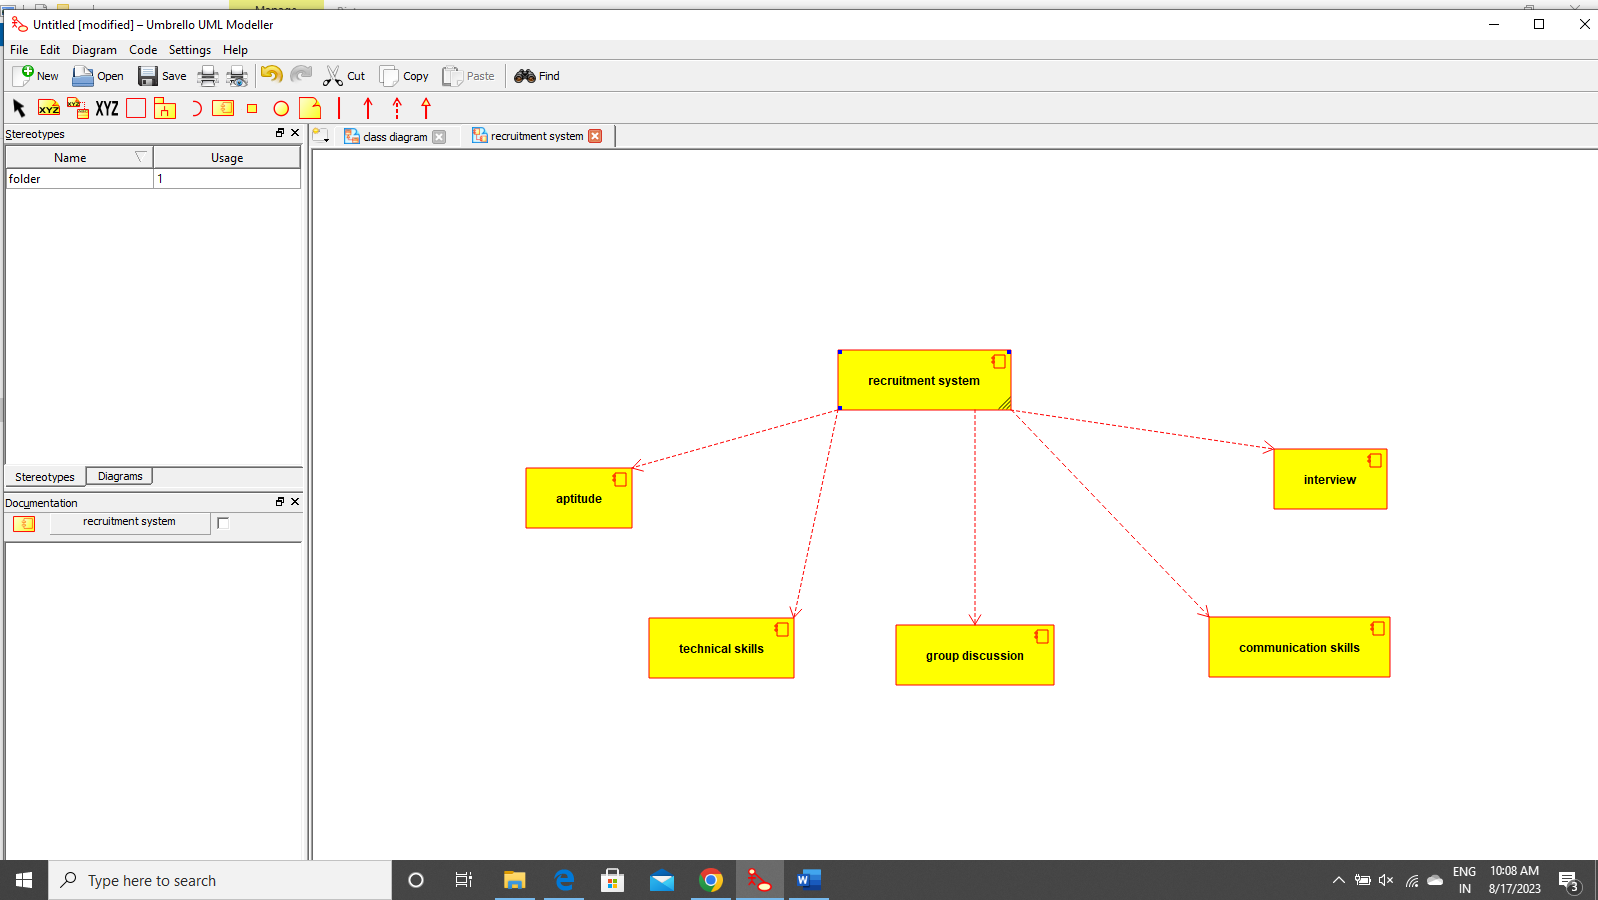 Untitled [modified] – Umbrello UML Modeller
File Edit Diagram Code Settings Help
New Open Save Cut Copy Paste Find
XYZ XYZ XYZ
Stereotypes
class diagram recruitment system
Name Usage
folder 1
recruitment system
aptitude
interview
technical skills
group discussion
communication skills
Stereotypes Diagrams
Documentation
recruitment system
Type here to search
ENG
IN
10:08 AM
8/17/2023
3